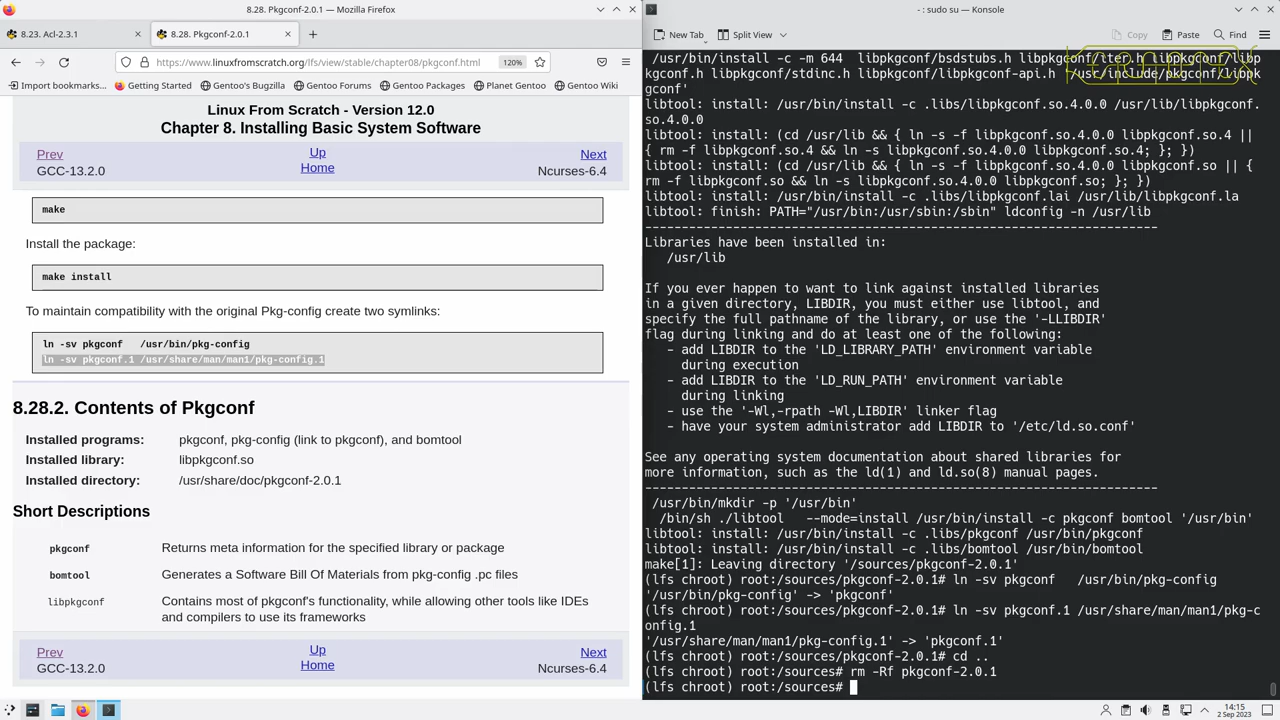 8.28. Pkgconf-2.0.1 — Mozilla Firefox
8.23. Acl-2.3.1
8.28. Pkgconf-2.0.1
https://www.linuxfromscratch.org/lfs/view/stable/chapter08/pkgconf.html
120%
Import bookmarks...
Getting Started
Gentoo's Bugzilla
Gentoo Forums
Gentoo Packages
Planet Gentoo
Gentoo Wiki
Linux From Scratch - Version 12.0
Chapter 8. Installing Basic System Software
Prev
Up
Next
GCC-13.2.0
Home
Ncurses-6.4
make
Install the package:
make install
To maintain compatibility with the original Pkg-config create two symlinks:
ln -sv pkgconf   /usr/bin/pkg-config
ln -sv pkgconf.1 /usr/share/man/man1/pkg-config.1
8.28.2. Contents of Pkgconf
Installed programs: pkgconf, pkg-config (link to pkgconf), and bomtool
Installed library: libpkgconf.so
Installed directory: /usr/share/doc/pkgconf-2.0.1
Short Descriptions
pkgconf Returns meta information for the specified library or package
bomtool Generates a Software Bill Of Materials from pkg-config .pc files
libpkgconf Contains most of pkgconf's functionality, while allowing other tools like IDEs
and compilers to use its frameworks
Prev
Up
Next
GCC-13.2.0
Home
Ncurses-6.4
- : sudo su — Konsole
New Tab
Split View
Copy
Paste
Find
/usr/bin/install -c -m 644  libpkgconf/bsdstubs.h libpkgconf/iter.h libpkgconf/libp
kgconf.h libpkgconf/stdinc.h libpkgconf/libpkgconf-api.h '/usr/include/pkgconf/libpk
gconf'
libtool: install: /usr/bin/install -c .libs/libpkgconf.so.4.0.0 /usr/lib/libpkgconf.
so.4.0.0
libtool: install: (cd /usr/lib && { ln -s -f libpkgconf.so.4.0.0 libpkgconf.so.4 ||
{ rm -f libpkgconf.so.4 && ln -s libpkgconf.so.4.0.0 libpkgconf.so.4; }; })
libtool: install: (cd /usr/lib && { ln -s -f libpkgconf.so.4.0.0 libpkgconf.so || {
rm -f libpkgconf.so && ln -s libpkgconf.so.4.0.0 libpkgconf.so; }; })
libtool: install: /usr/bin/install -c .libs/libpkgconf.lai /usr/lib/libpkgconf.la
libtool: finish: PATH="/usr/bin:/usr/sbin:/sbin" ldconfig -n /usr/lib
----------------------------------------------------------------------
Libraries have been installed in:
   /usr/lib
If you ever happen to want to link against installed libraries
in a given directory, LIBDIR, you must either use libtool, and
specify the full pathname of the library, or use the '-LLIBDIR'
flag during linking and do at least one of the following:
   - add LIBDIR to the 'LD_LIBRARY_PATH' environment variable
     during execution
   - add LIBDIR to the 'LD_RUN_PATH' environment variable
     during linking
   - use the '-Wl,-rpath -Wl,LIBDIR' linker flag
   - have your system administrator add LIBDIR to '/etc/ld.so.conf'
See any operating system documentation about shared libraries for
more information, such as the ld(1) and ld.so(8) manual pages.
----------------------------------------------------------------------
 /usr/bin/mkdir -p '/usr/bin'
  /bin/sh ./libtool   --mode=install /usr/bin/install -c pkgconf bomtool '/usr/bin'
libtool: install: /usr/bin/install -c .libs/pkgconf /usr/bin/pkgconf
libtool: install: /usr/bin/install -c .libs/bomtool /usr/bin/bomtool
make[1]: Leaving directory '/sources/pkgconf-2.0.1'
(lfs chroot) root:/sources/pkgconf-2.0.1# ln -sv pkgconf   /usr/bin/pkg-config
'/usr/bin/pkg-config' -> 'pkgconf'
(lfs chroot) root:/sources/pkgconf-2.0.1# ln -sv pkgconf.1 /usr/share/man/man1/pkg-c
onfig.1
'/usr/share/man/man1/pkg-config.1' -> 'pkgconf.1'
(lfs chroot) root:/sources/pkgconf-2.0.1# cd ..
(lfs chroot) root:/sources# rm -Rf pkgconf-2.0.1
(lfs chroot) root:/sources#
14:15
2 Sep 2023